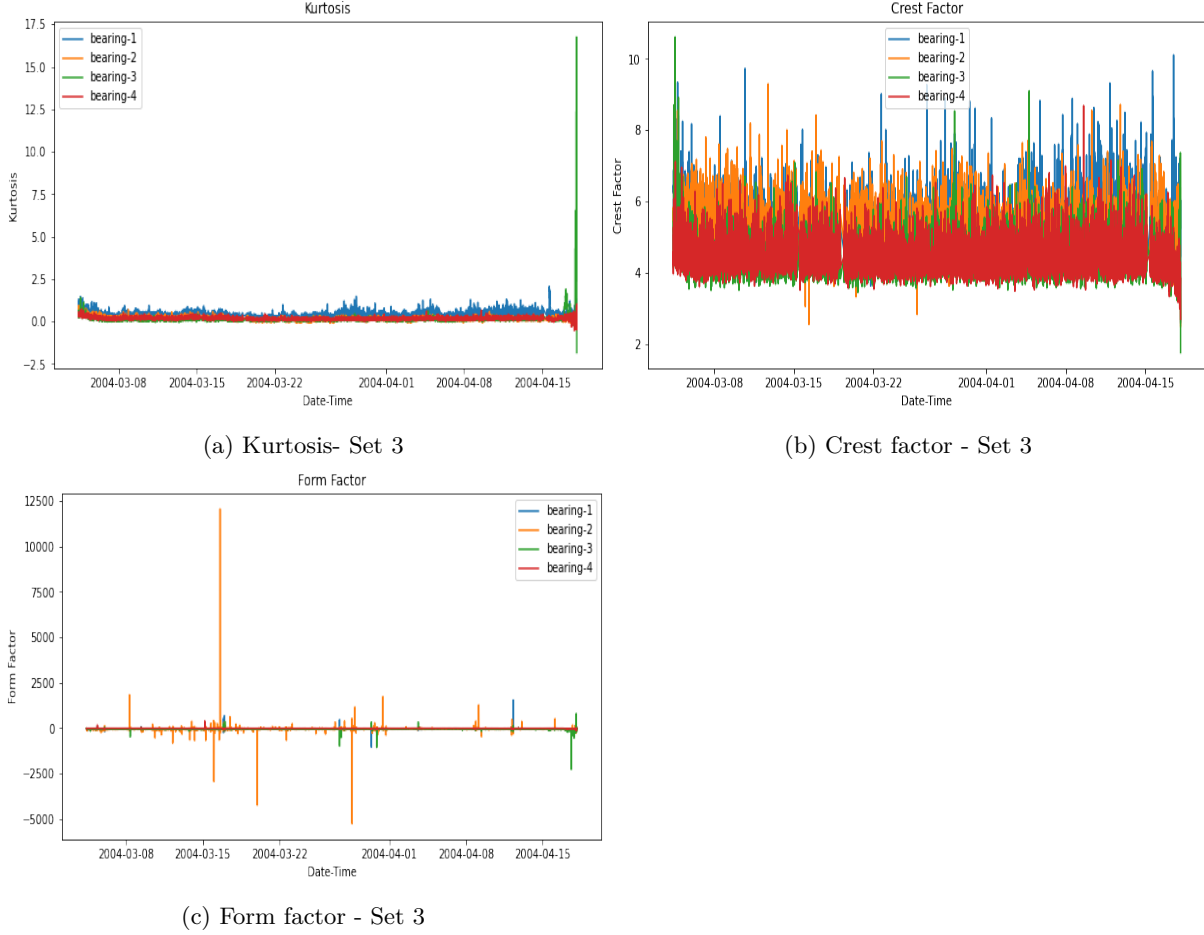 Kurtosis
17.5
15.0
12.5
10.0
7.5
5.0
2.5
0.0
−2.5
Kurtosis
bearing-1
bearing-2
bearing-3
bearing-4
2004-03-08 2004-03-15 2004-03-22 2004-04-01 2004-04-08 2004-04-15
Date-Time
(a) Kurtosis- Set 3
Crest Factor
10
8
6
4
2
Crest Factor
bearing-1
bearing-2
bearing-3
bearing-4
2004-03-08 2004-03-15 2004-03-22 2004-04-01 2004-04-08 2004-04-15
Date-Time
(b) Crest factor - Set 3
Form Factor
12500
10000
7500
5000
2500
0
−2500
−5000
Form Factor
bearing-1
bearing-2
bearing-3
bearing-4
2004-03-08 2004-03-15 2004-03-22 2004-04-01 2004-04-08 2004-04-15
Date-Time
(c) Form factor - Set 3